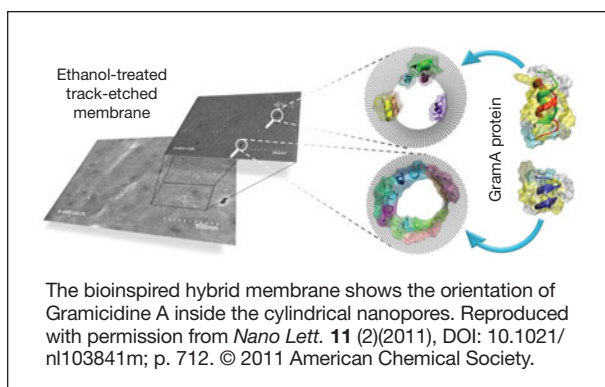 Ethanol-treated
track-etched
membrane
GramA protein
The bioinspired hybrid membrane shows the orientation of
Gramicidine A inside the cylindrical nanopores. Reproduced
with permission from Nano Lett. 11 (2)(2011), DOI: 10.1021/
nl103841m; p. 712. © 2011 American Chemical Society.